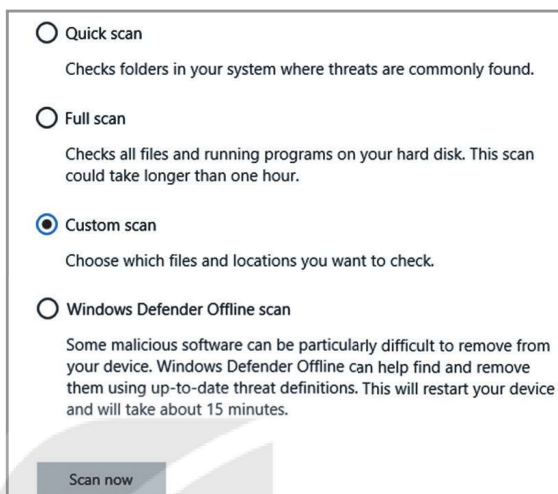 Quick scan
Checks folders in your system where threats are commonly found.
Full scan
Checks all files and running programs on your hard disk. This scan
could take longer than one hour.
Custom scan
Choose which files and locations you want to check.
Windows Defender Offline scan
Some malicious software can be particularly difficult to remove from
your device. Windows Defender Offline can help find and remove
them using up-to-date threat definitions. This will restart your device
and will take about 15 minutes.
Scan now